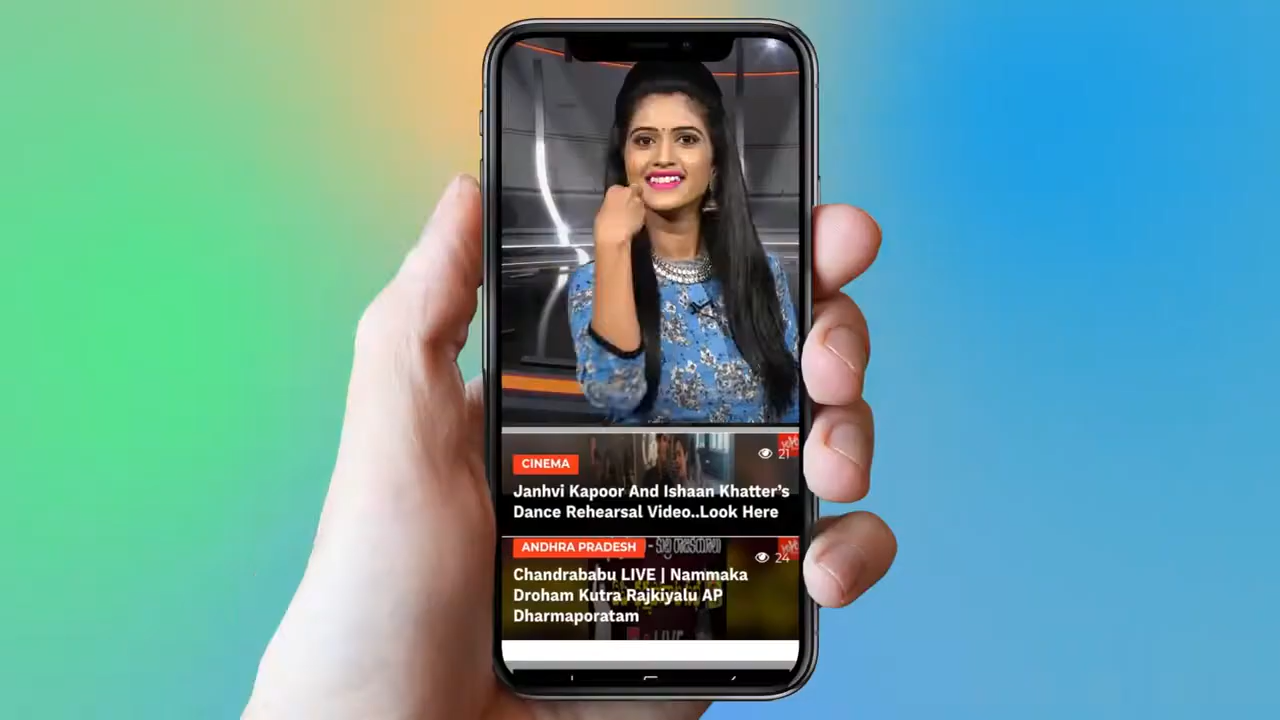 CINEMA
21
Janhvi Kapoor And Ishaan Khatter's
Dance Rehearsal Video..Look Here
ANDHRA PRADESH
24
Chandrababu LIVE | Nammaka
Droham Kutra Rajkiyalu AP
Dharmaporatam
LIVE